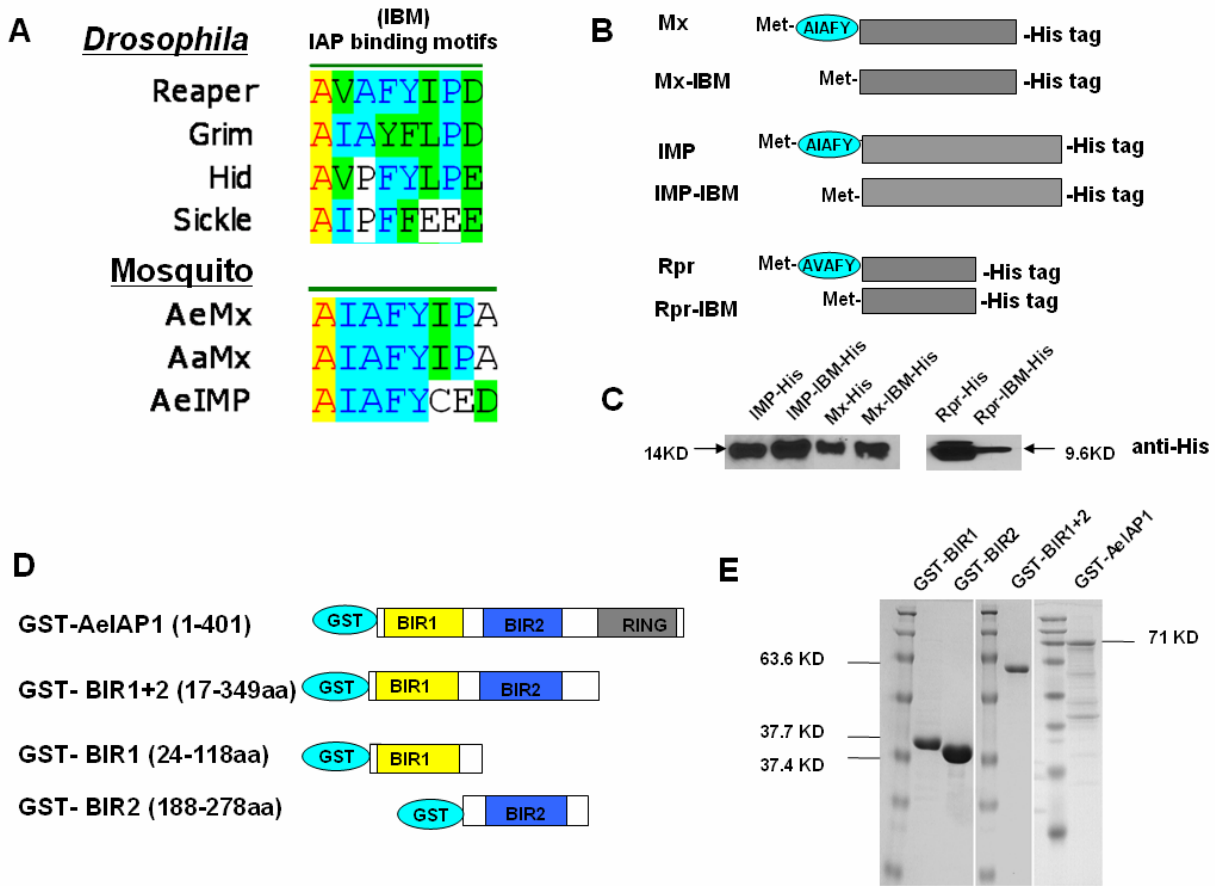 A
Drosophila
(IBM)
IAP binding motifs
Reaper AVAFYIPD
Grim AIAYFLPD
Hid AVPFYLPE
Sickle AIPFFEEE
Mosquito
AeMx AIAFYIPA
AaMx AIAFYIPA
AeIMP AIAFYCED
B
Mx Met- AIAFY -His tag
Mx-IBM Met- -His tag
IMP Met- AIAFY -His tag
IMP-IBM Met- -His tag
Rpr Met- AVAFY -His tag
Rpr-IBM Met- -His tag
C
IMP-His
IMP-IBM-His
Mx-His
Mx-IBM-His
Rpr-His
Rpr-IBM-His
14KD
9.6KD
anti-His
D
GST-AeIAP1 (1-401) GST BIR1 BIR2 RING
GST- BIR1+2 (17-349aa) GST BIR1 BIR2
GST- BIR1 (24-118aa) GST BIR1
GST- BIR2 (188-278aa) GST BIR2
E
GST-BIR1
GST-BIR2
GST-BIR1+2
GST-AeIAP1
71 KD
63.6 KD
37.7 KD
37.4 KD